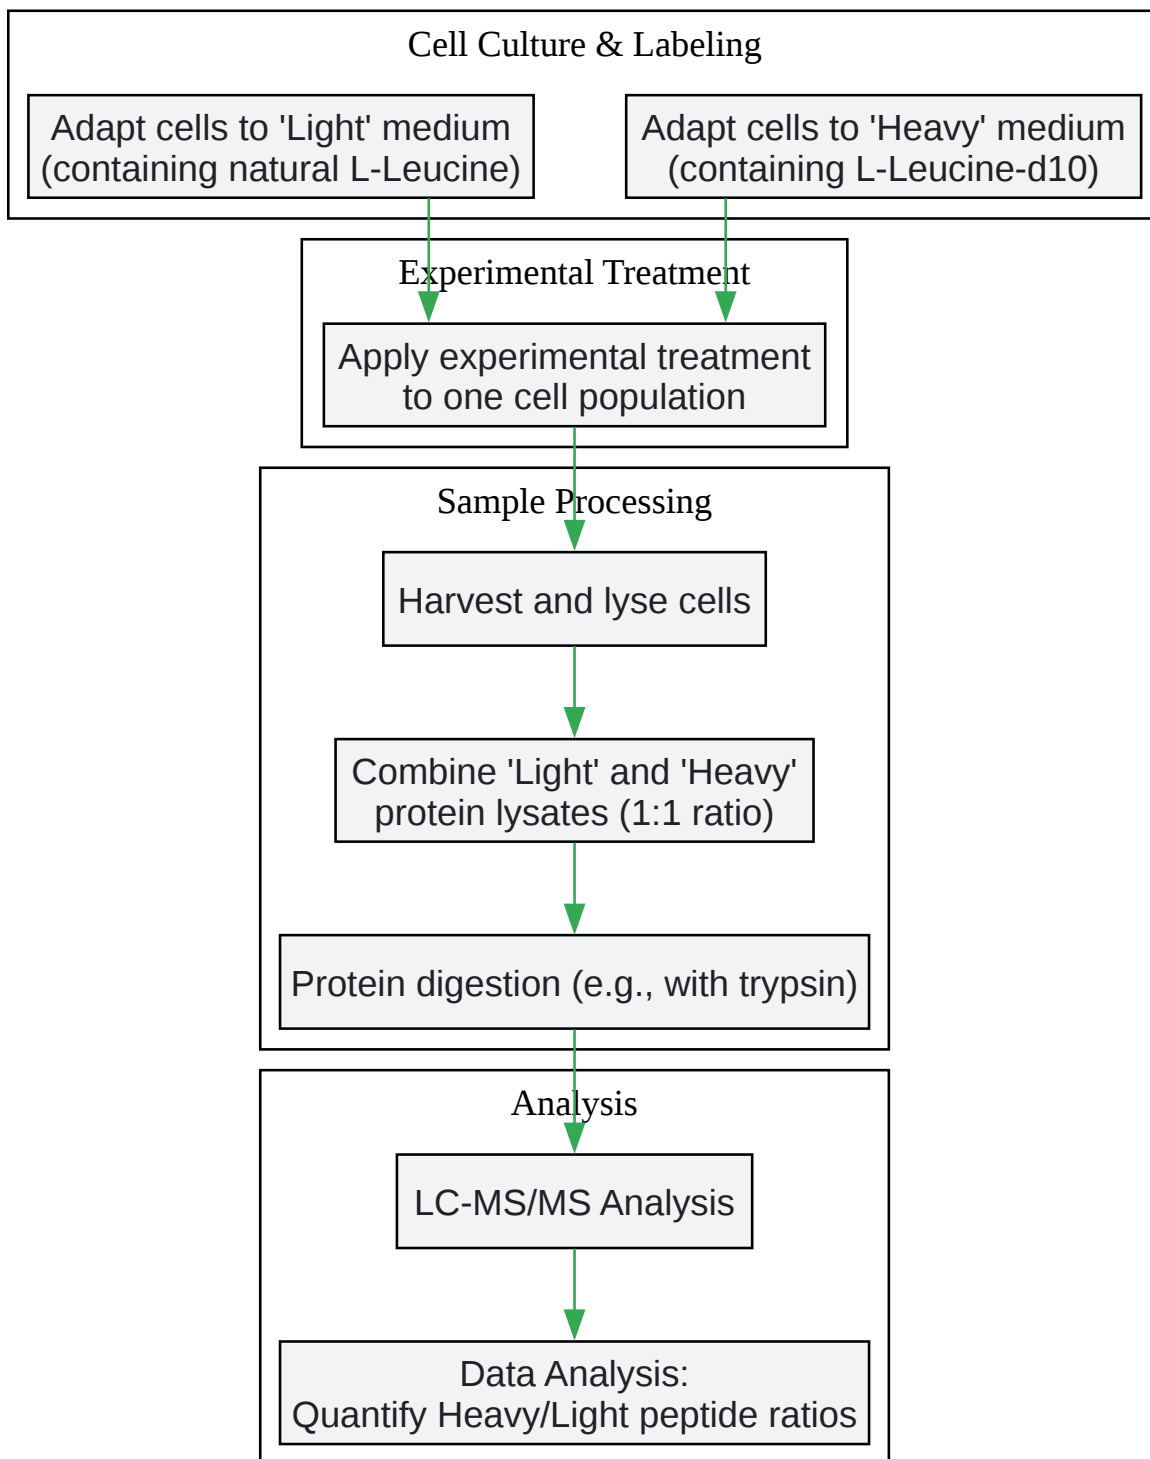 Cell Culture & Labeling
Adapt cells to 'Light' medium
(containing natural L-Leucine)
Adapt cells to 'Heavy' medium
(containing L-Leucine-d10)
Experimental Treatment
Apply experimental treatment
to one cell population
Sample Processing
Harvest and lyse cells
Combine 'Light' and 'Heavy'
protein lysates (1:1 ratio)
Protein digestion (e.g., with trypsin)
Analysis
LC-MS/MS Analysis
Data Analysis:
Quantify Heavy/Light peptide ratios